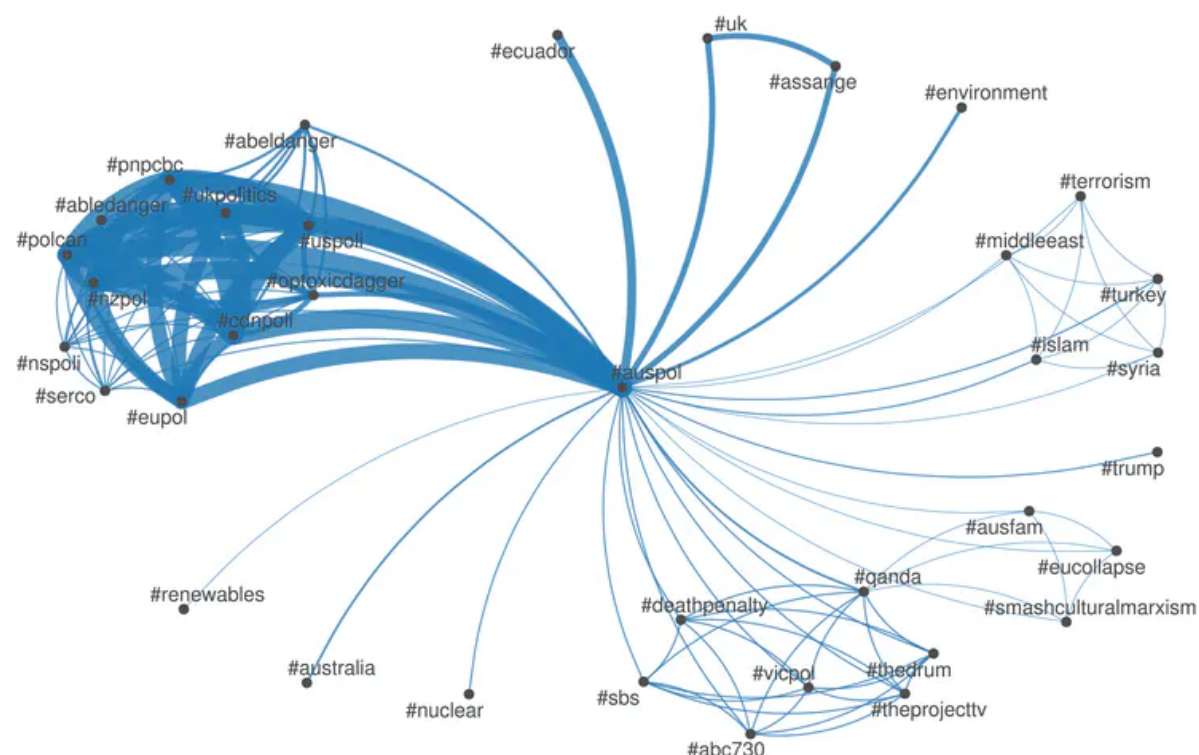 #uk
#ecuador
#assange
#environment
#abeldanger
#pnpcbc
#terrorism
#ukpolitics
#abledanger
#polcan
#uspoli
#middleeast
#optoxicdagger
#nzpol
#turkey
#cdnpoli
#islam
#nspoli
#syria
#auspol
#serco
#eupol
#trump
#ausfam
#eucollapse
#qanda
#renewables
#deathpenalty
#smashculturalmarxism
#australia
#vicpol
#thedrum
#sbs
#nuclear
#theprojecttv
#abc730